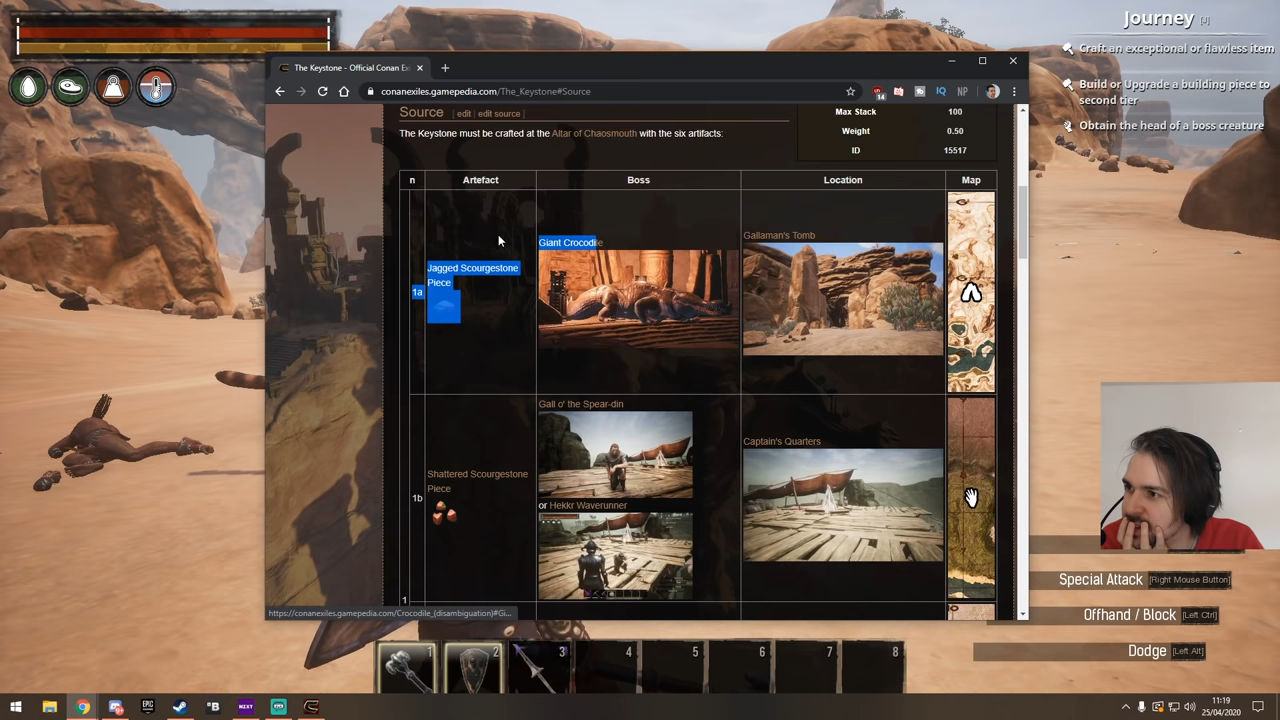 Journey [J]
Craft an exceptional or flawless item
Build or Upgrade a building piece to
second tier
Obtain the head of a boss creature
The Keystone - Official Conan Ex
conanexiles.gamepedia.com/The_Keystone#Source
14
IQ
NP
Source [ edit | edit source ]
The Keystone must be crafted at the Altar of Chaosmouth with the six artifacts:
Max Stack 100
Weight 0.50
ID 15517
n Artefact Boss Location Map
1a
Jagged Scourgestone
Piece
Giant Crocodile
Gallaman's Tomb
1b
Shattered Scourgestone
Piece
Gall o' the Spear-din
or Hekkr Waverunner
Captain's Quarters
1
https://conanexiles.gamepedia.com/Crocodile_(disambiguation)#Gi...
Special Attack [Right Mouse Button]
Offhand / Block [Left Ctrl]
Dodge [Left Alt]
1 2 3 4 5 6 7 8
EPIC
B
NZXT
11:19
25/04/2020